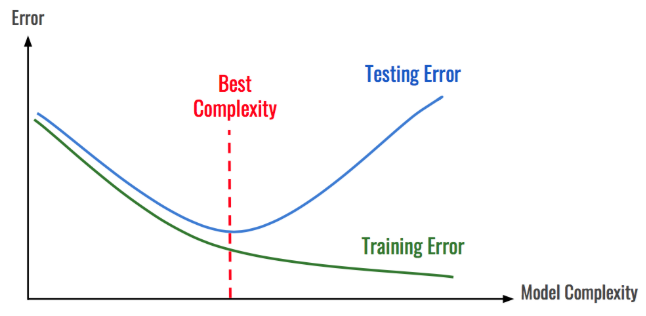 Error
Testing Error
Best
Complexity
Training Error
Model Complexity